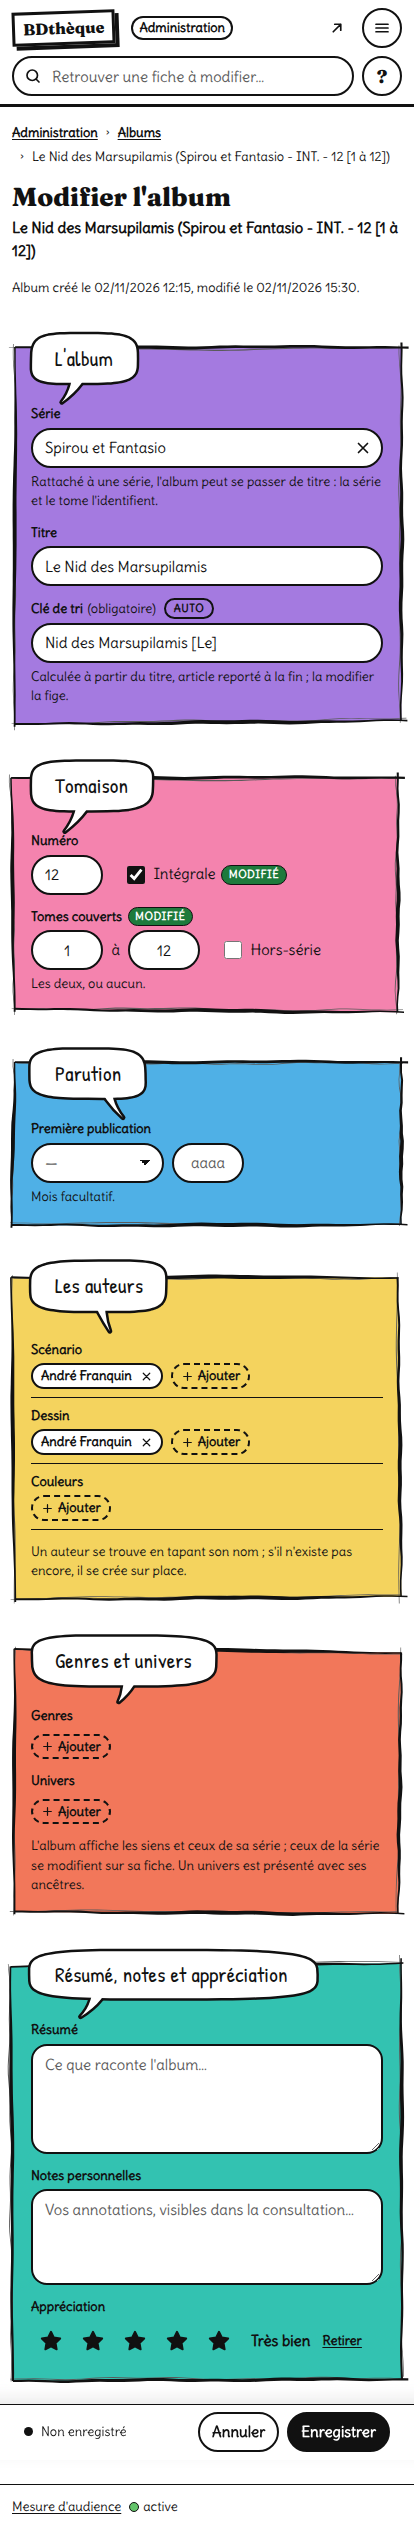 BDthèque
Administration
Retrouver une fiche à modifier...
?
Administration › Albums
› Le Nid des Marsupilamis (Spirou et Fantasio - INT. - 12 [1 à 12])
Modifier l'album
Le Nid des Marsupilamis (Spirou et Fantasio - INT. - 12 [1 à
12])
Album créé le 02/11/2026 12:15, modifié le 02/11/2026 15:30.
L'album
Série
Spirou et Fantasio
Rattaché à une série, l'album peut se passer de titre : la série
et le tome l'identifient.
Titre
Le Nid des Marsupilamis
Clé de tri (obligatoire) AUTO
Nid des Marsupilamis [Le]
Calculée à partir du titre, article reporté à la fin ; la modifier
la fige.
Tomaison
Numéro
12 Intégrale MODIFIÉ
Tomes couverts MODIFIÉ
1 à 12 Hors-série
Les deux, ou aucun.
Parution
Première publication
— aaaa
Mois facultatif.
Les auteurs
Scénario
André Franquin × + Ajouter
Dessin
André Franquin × + Ajouter
Couleurs
+ Ajouter
Un auteur se trouve en tapant son nom ; s'il n'existe pas
encore, il se crée sur place.
Genres et univers
Genres
+ Ajouter
Univers
+ Ajouter
L'album affiche les siens et ceux de sa série ; ceux de la série
se modifient sur sa fiche. Un univers est présenté avec ses
ancêtres.
Résumé, notes et appréciation
Résumé
Ce que raconte l'album...
Notes personnelles
Vos annotations, visibles dans la consultation...
Appréciation
Très bien Retirer
Non enregistré Annuler Enregistrer
Mesure d'audience active